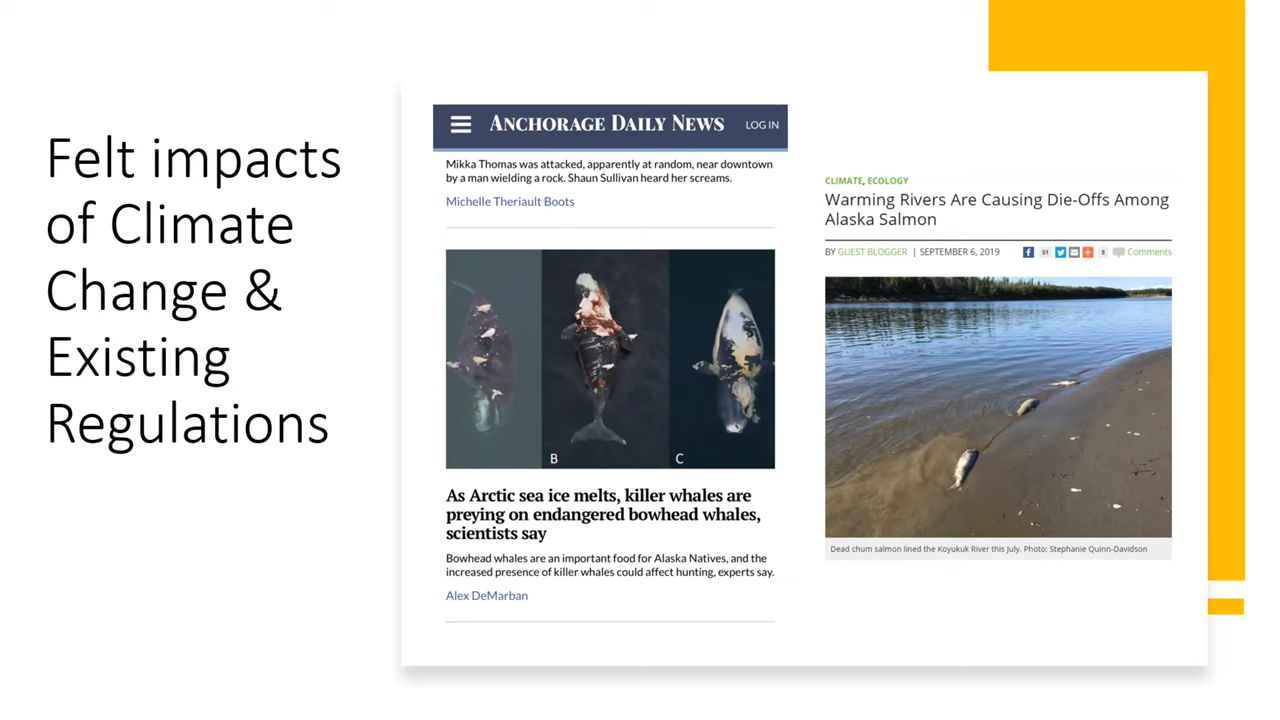 Felt impacts
of Climate
Change &
Existing
Regulations
ANCHORAGE DAILY NEWS
LOG IN
Mikka Thomas was attacked, apparently at random, near downtown
by a man wielding a rock. Shaun Sullivan heard her screams.
Michelle Theriault Boots
B
C
As Arctic sea ice melts, killer whales are
preying on endangered bowhead whales,
scientists say
Bowhead whales are an important food for Alaska Natives, and the
increased presence of killer whales could affect hunting, experts say.
Alex DeMarban
CLIMATE, ECOLOGY
Warming Rivers Are Causing Die-Offs Among
Alaska Salmon
BY GUEST BLOGGER | SEPTEMBER 6, 2019
51
8
Comments
Dead chum salmon lined the Koyukuk River this July. Photo: Stephanie Quinn-Davidson